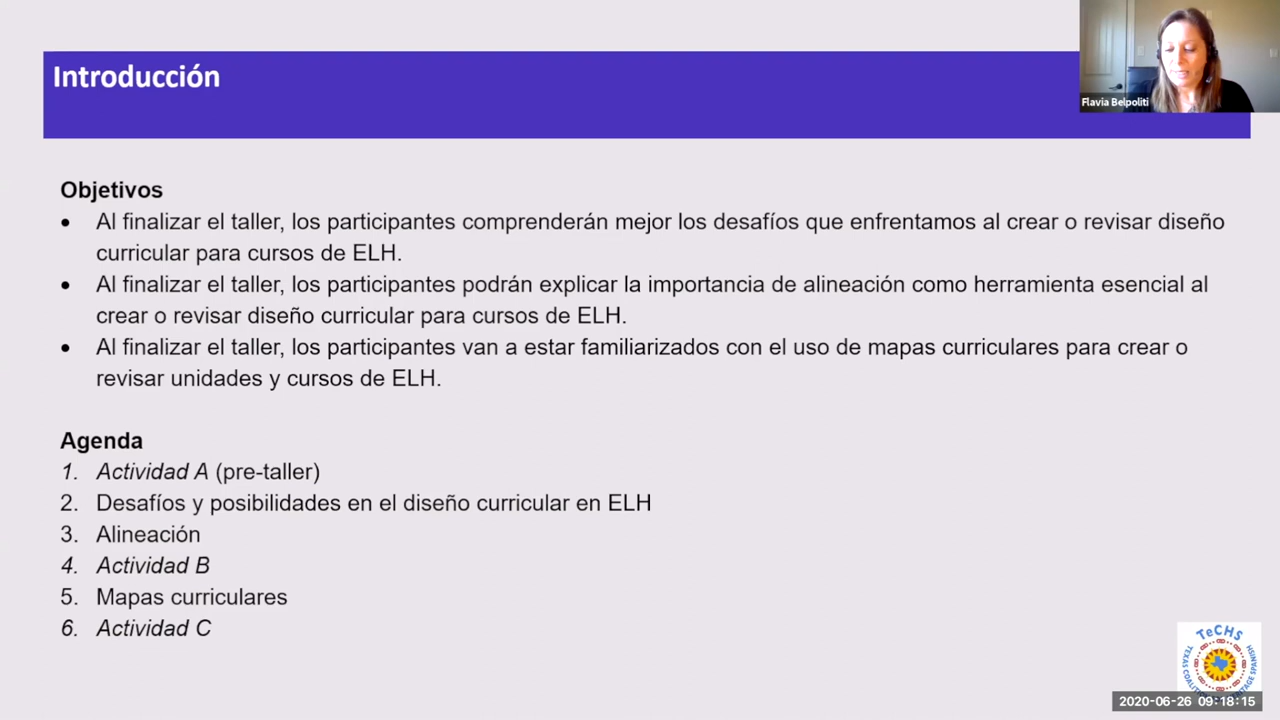 Introducción
Flavia Belpoliti
Objetivos
• Al finalizar el taller, los participantes comprenderán mejor los desafíos que enfrentamos al crear o revisar diseño
curricular para cursos de ELH.
• Al finalizar el taller, los participantes podrán explicar la importancia de alineación como herramienta esencial al
crear o revisar diseño curricular para cursos de ELH.
• Al finalizar el taller, los participantes van a estar familiarizados con el uso de mapas curriculares para crear o
revisar unidades y cursos de ELH.
Agenda
1. Actividad A (pre-taller)
2. Desafíos y posibilidades en el diseño curricular en ELH
3. Alineación
4. Actividad B
5. Mapas curriculares
6. Actividad C
TeCHS
TEXAS
SPANISH
2020-06-26 09:18:15